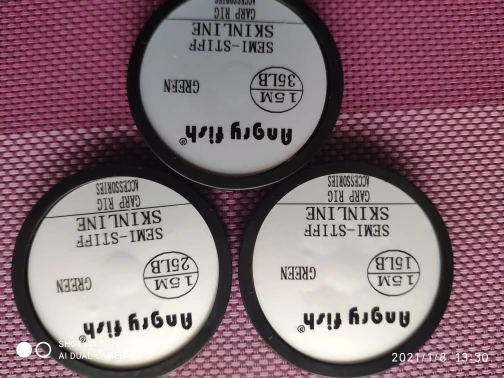 Angry fish®
15M
35LB
GREEN
SEMI-STIFF
SKINLINE
CARP RIG
ACCESSORIES
Angry fish®
15M
25LB
GREEN
SEMI-STIFF
SKINLINE
CARP RIG
ACCESSORIES
Angry fish®
15M
15LB
GREEN
SEMI-STIFF
SKINLINE
CARP RIG
ACCESSORIES
AI DUAL CAMERA
2021/1/8 13:30